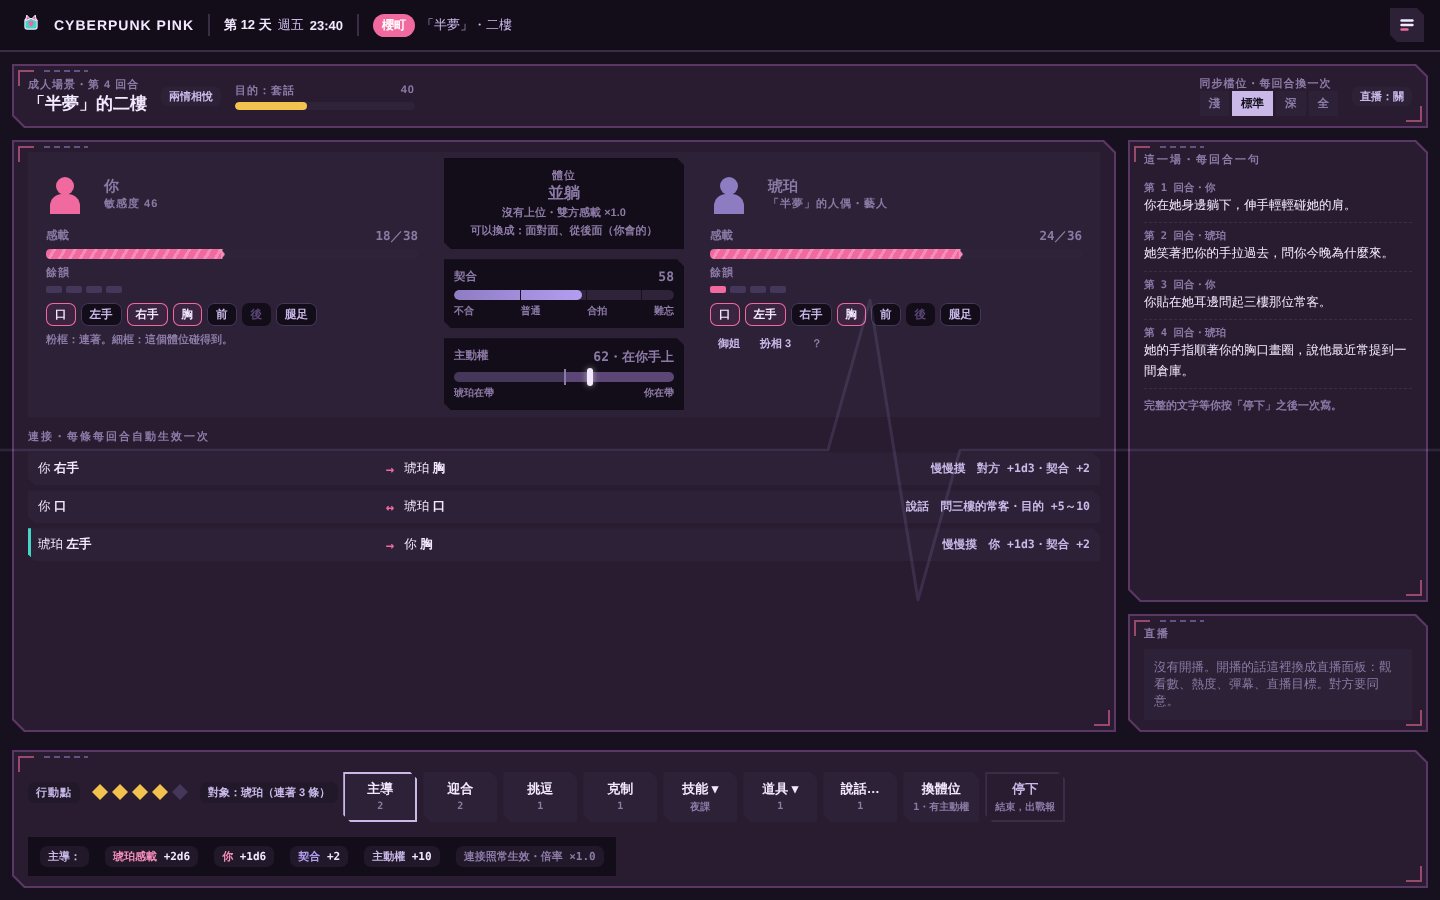 CYBERPUNK PINK 第 12 天 週五 23:40 櫻町 「半夢」・二樓
成人場景・第 4 回合
「半夢」的二樓
兩情相悅
目的：套話 40
同步檔位・每回合換一次
淺 標準 深 全
直播：關
你
敏感度 46
感載 18／38
餘韻
口 左手 右手 胸 前 後 腿足
粉框：連著。細框：這個體位碰得到。
體位
並躺
沒有上位・雙方感載 ×1.0
可以換成：面對面、從後面（你會的）
契合 58
不合 普通 合拍 難忘
主動權 62・在你手上
琥珀在帶 你在帶
琥珀
「半夢」的人偶・藝人
感載 24／36
餘韻
口 左手 右手 胸 前 後 腿足
御姐 扮相 3 ？
連接・每條每回合自動生效一次
你 右手 → 琥珀 胸 慢慢摸 對方 +1d3・契合 +2
你 口 ↔ 琥珀 口 說話 問三樓的常客・目的 +5～10
琥珀 左手 → 你 胸 慢慢摸 你 +1d3・契合 +2
這一場・每回合一句
第 1 回合・你
你在她身邊躺下，伸手輕輕碰她的肩。
第 2 回合・琥珀
她笑著把你的手拉過去，問你今晚為什麼來。
第 3 回合・你
你貼在她耳邊問起三樓那位常客。
第 4 回合・琥珀
她的手指順著你的胸口畫圈，說他最近常提到一
間倉庫。
完整的文字等你按「停下」之後一次寫。
直播
沒有開播。開播的話這裡換成直播面板：觀
看數、熱度、彈幕、直播目標。對方要同
意。
行動點 對象：琥珀（連著 3 條）
主導 2
迎合 2
挑逗 1
克制 1
技能 ▾ 夜課
道具 ▾ 1
說話… 1
換體位 1・有主動權
停下 結束，出戰報
主導： 琥珀感載 +2d6 你 +1d6 契合 +2 主動權 +10 連接照常生效・倍率 ×1.0